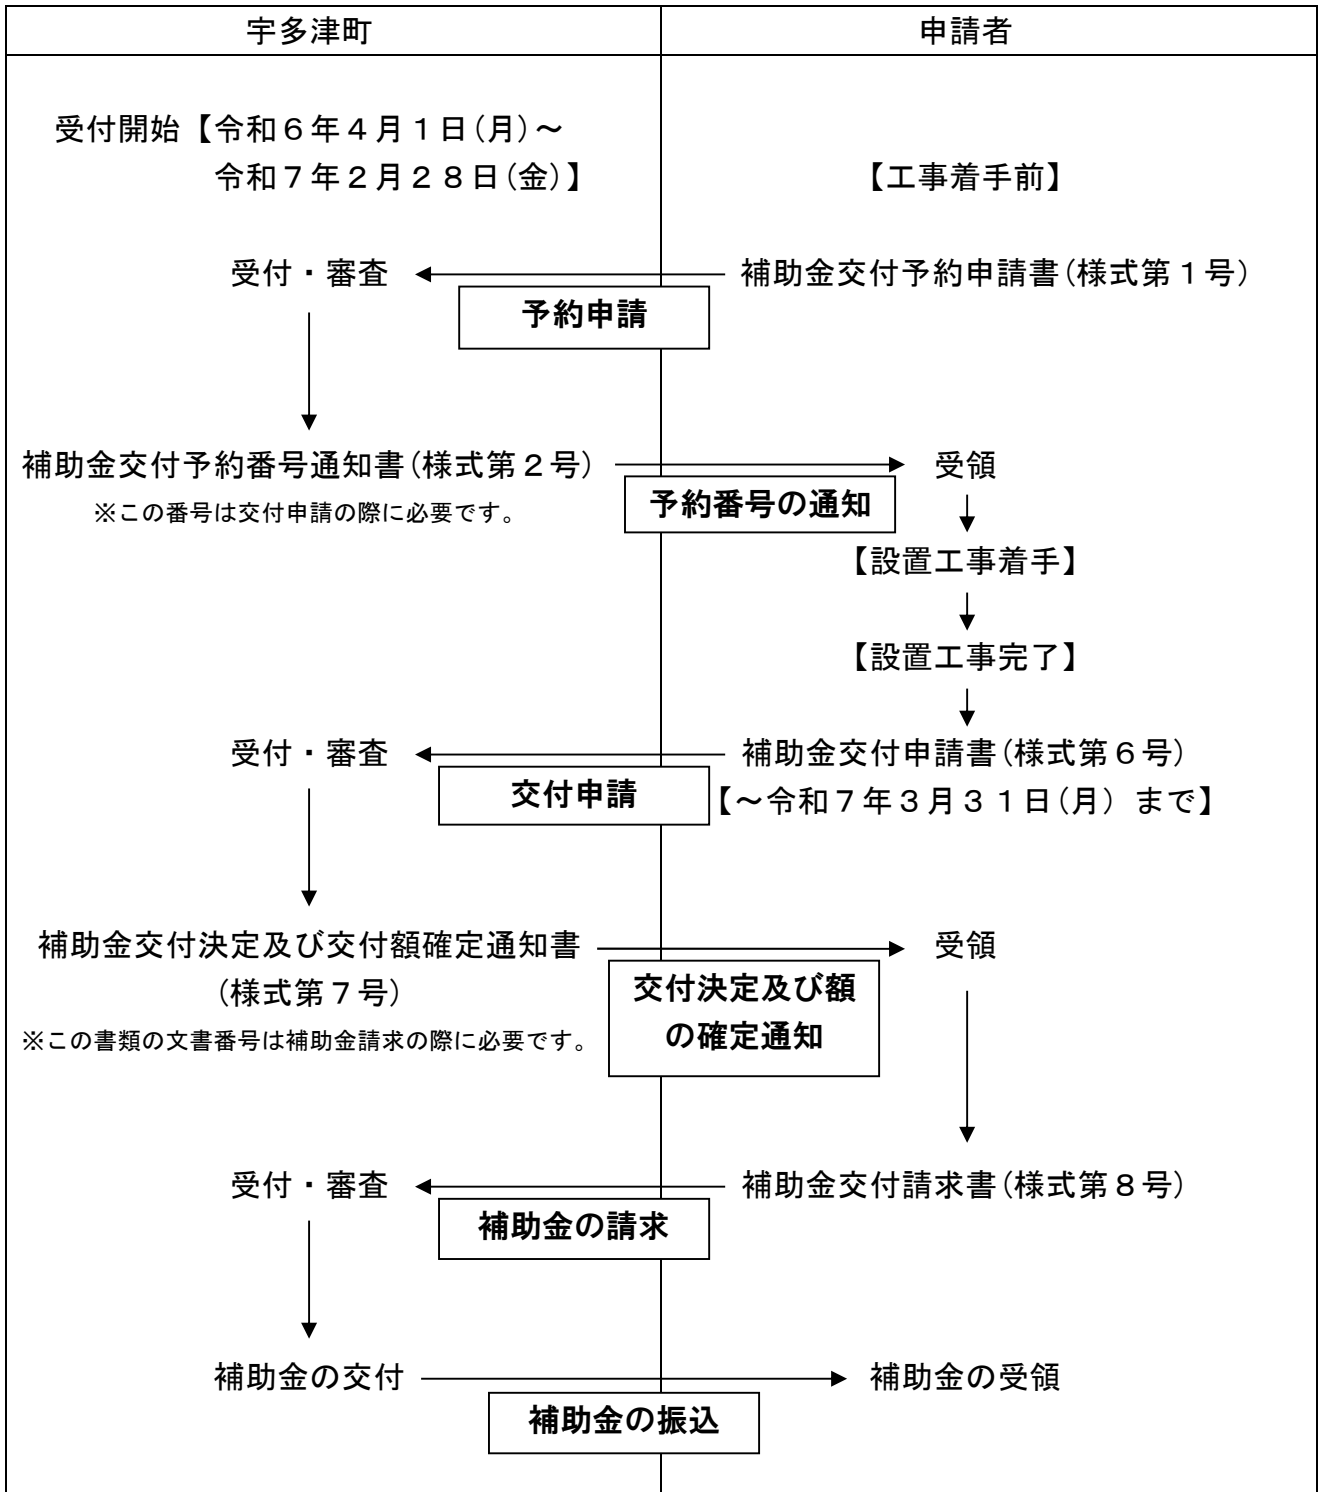 宇多津町
申請者
受付開始【令和６年４月１日(月)～
令和７年２月２８日(金)】
【工事着手前】
受付・審査
補助金交付予約申請書(様式第１号)
予約申請
補助金交付予約番号通知書(様式第２号)
受領
※この番号は交付申請の際に必要です。
予約番号の通知
【設置工事着手】
【設置工事完了】
受付・審査
補助金交付申請書(様式第６号)
交付申請
【～令和７年３月３１日(月) まで】
補助金交付決定及び交付額確定通知書
受領
(様式第７号)
※この書類の文書番号は補助金請求の際に必要です。
交付決定及び額
の確定通知
受付・審査
補助金交付請求書(様式第８号)
補助金の請求
補助金の交付
補助金の受領
補助金の振込